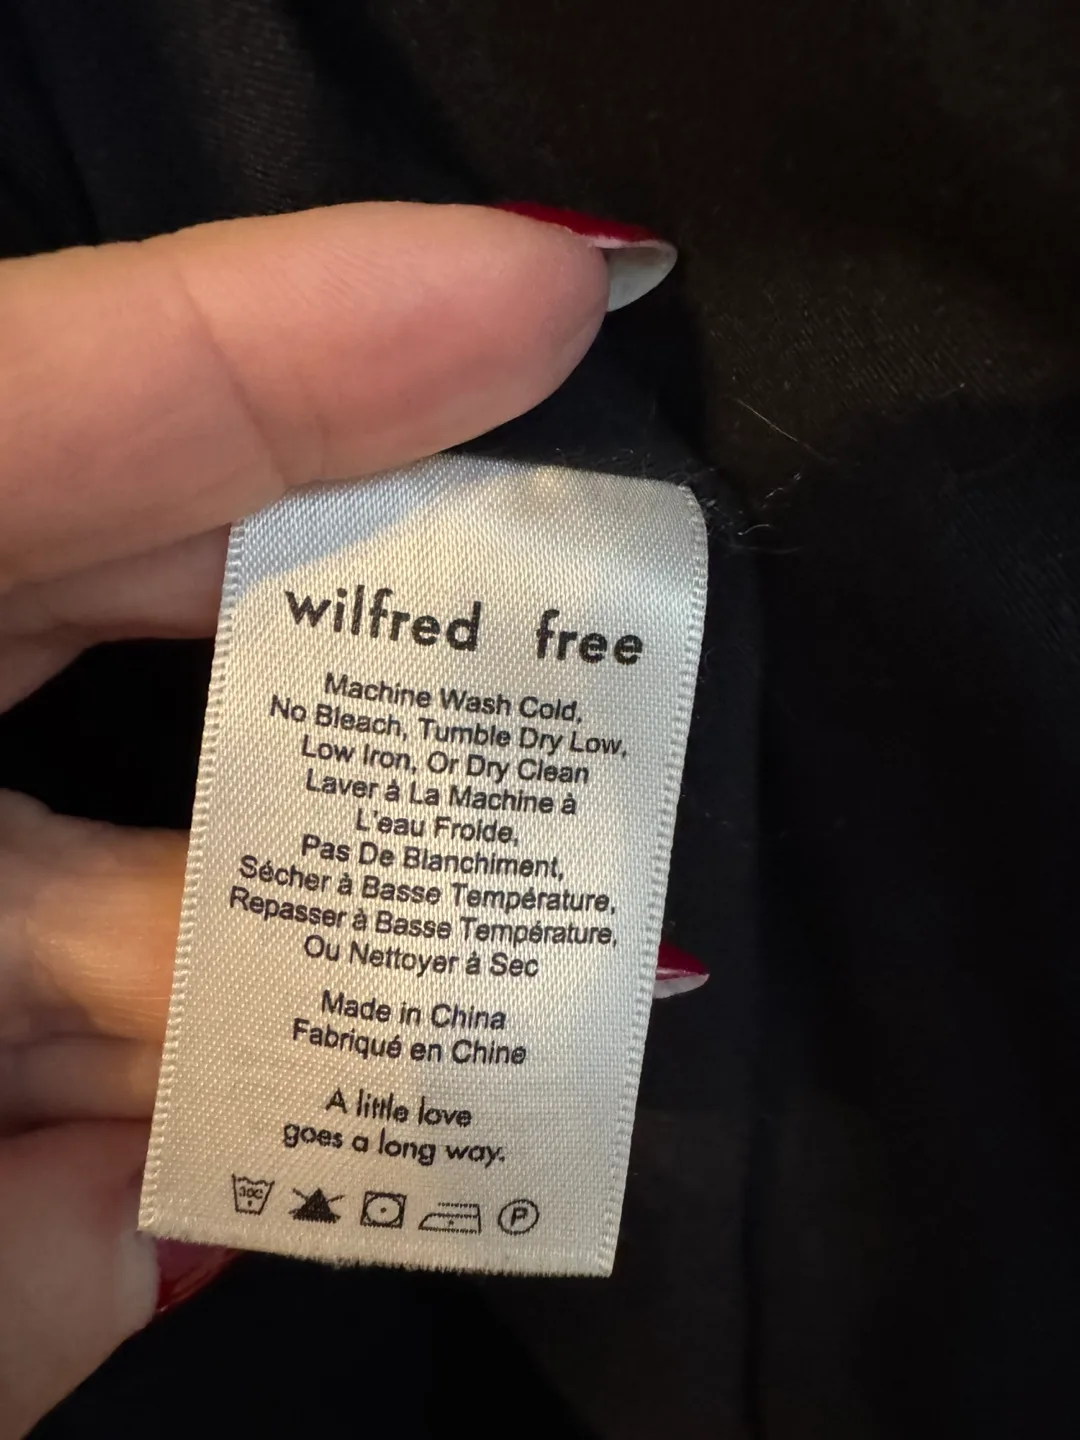 wilfred free
Machine Wash Cold,
No Bleach, Tumble Dry Low,
Low Iron, Or Dry Clean
Laver à La Machine à
L'eau Froide,
Pas De Blanchiment,
Sécher à Basse Température,
Repasser à Basse Température,
Ou Nettoyer à Sec
Made in China
Fabriqué en Chine
A little love
goes a long way.
30C P